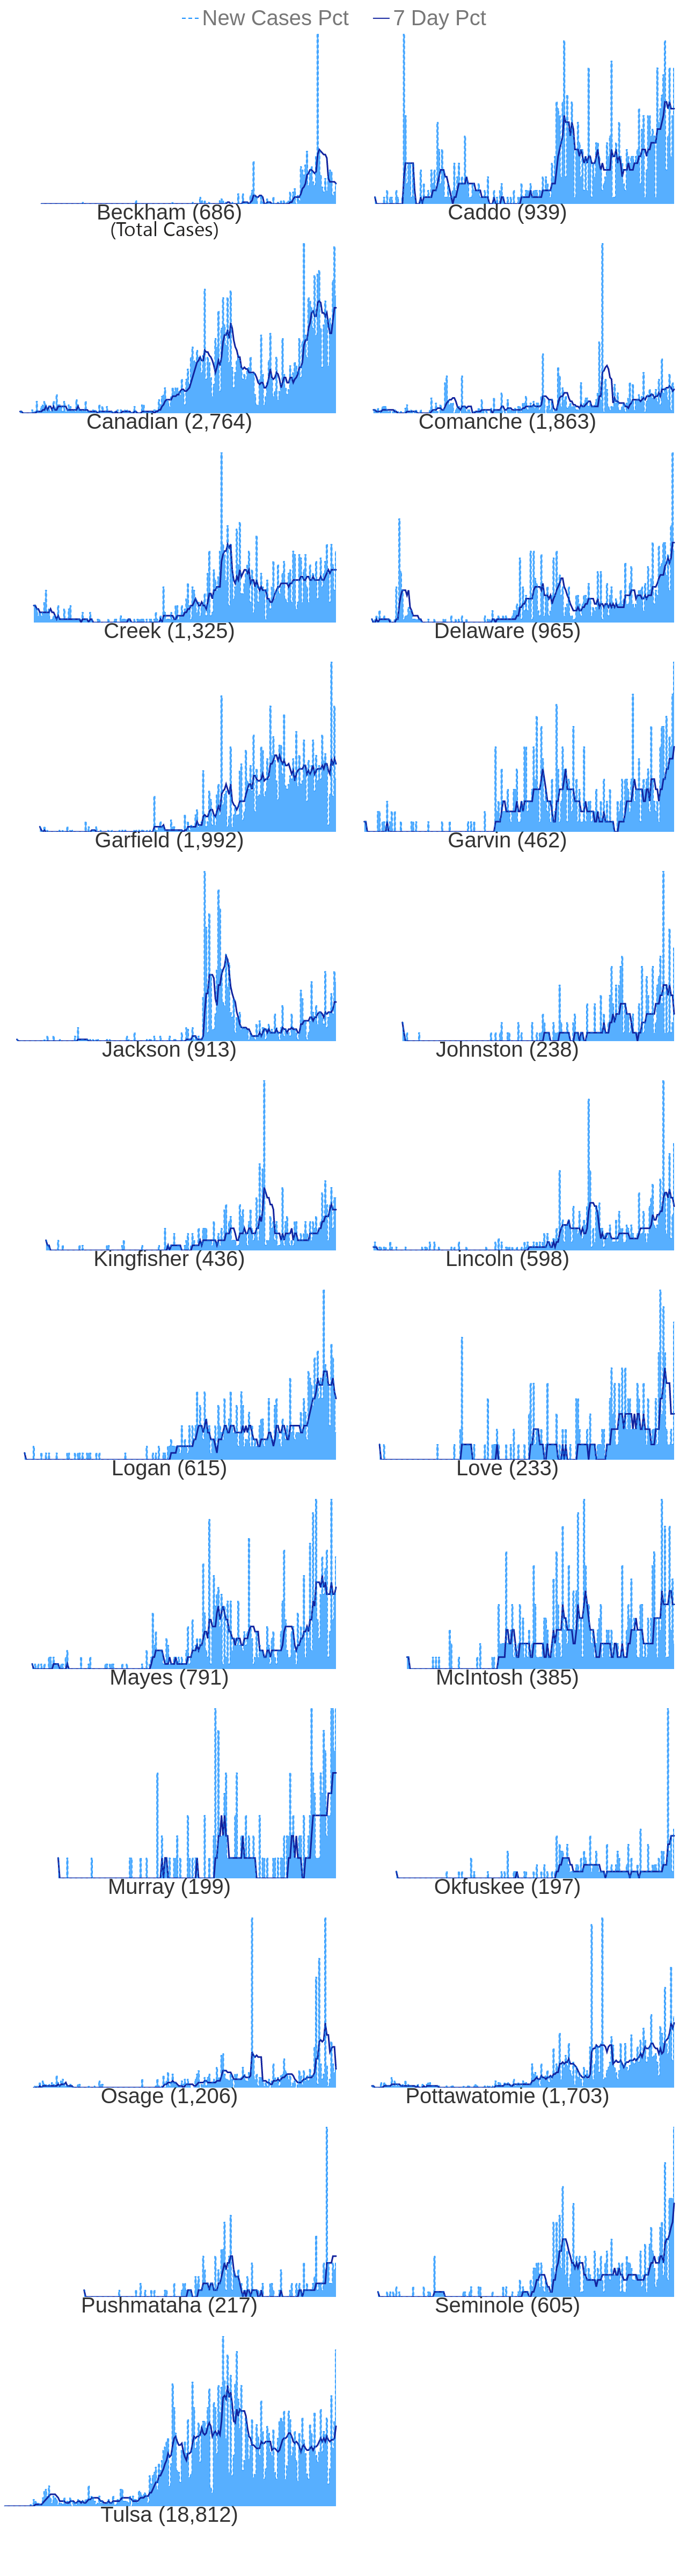 New Cases Pct 7 Day Pct
Beckham (686) Caddo (939)
(Total Cases)
Canadian (2,764) Comanche (1,863)
Creek (1,325) Delaware (965)
Garfield (1,992) Garvin (462)
Jackson (913) Johnston (238)
Kingfisher (436) Lincoln (598)
Logan (615) Love (233)
Mayes (791) McIntosh (385)
Murray (199) Okfuskee (197)
Osage (1,206) Pottawatomie (1,703)
Pushmataha (217) Seminole (605)
Tulsa (18,812)